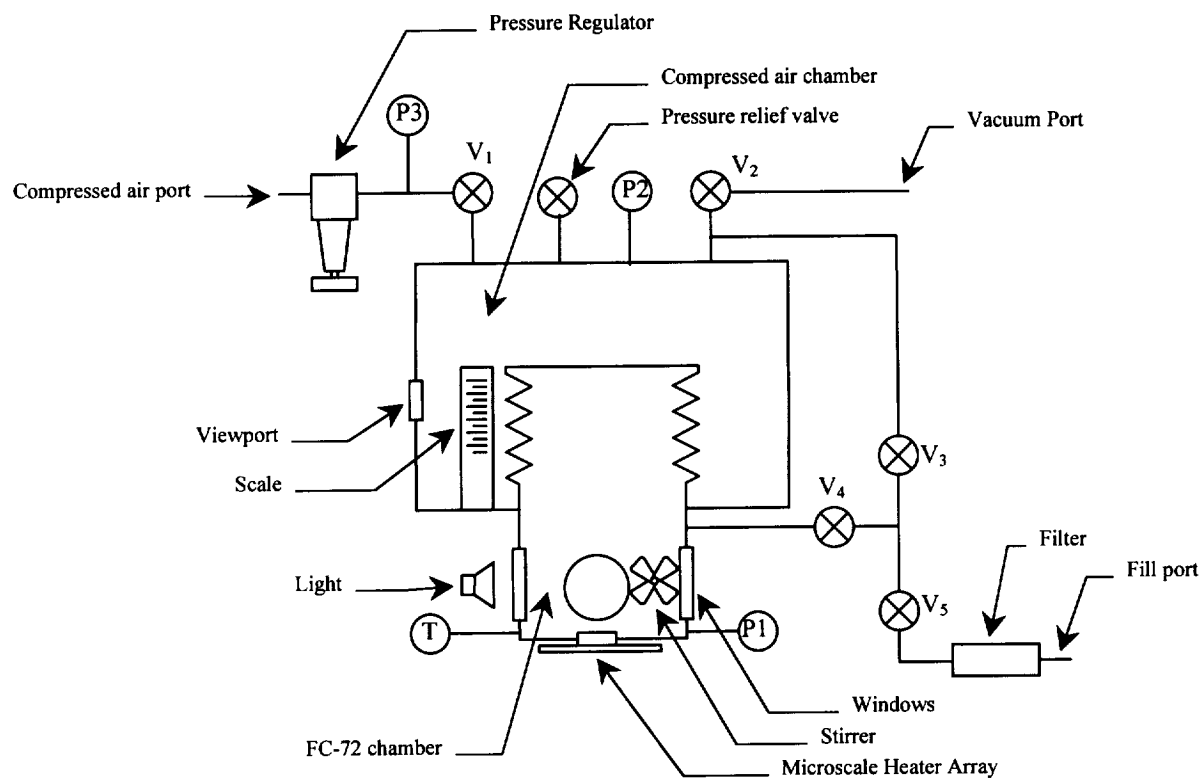 Pressure Regulator
Compressed air chamber
P3
Pressure relief valve
Vacuum Port
V1
V2
Compressed air port
P2
Viewport
V3
Scale
V4
Filter
Light
Fill port
V5
T
P1
Windows
FC-72 chamber
Stirrer
Microscale Heater Array